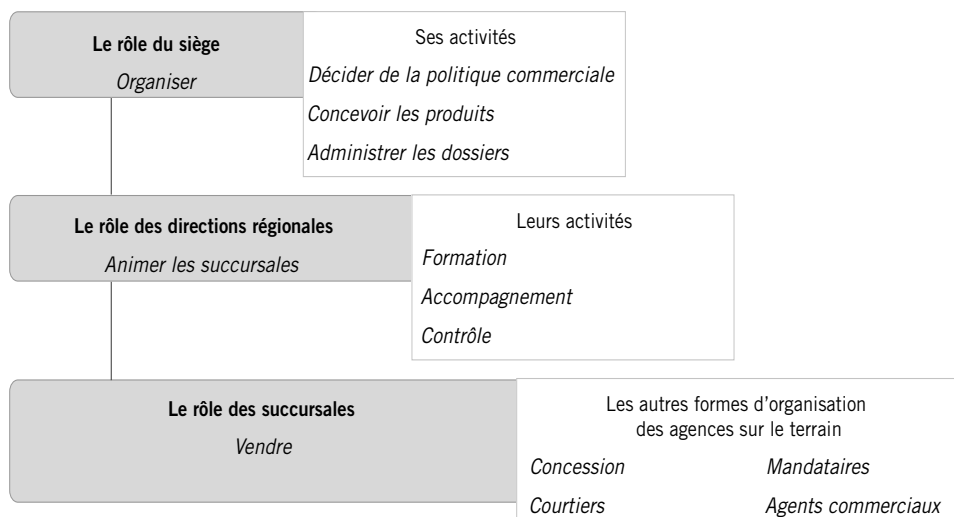 Le rôle du siège
Organiser
Ses activités
Décider de la politique commerciale
Concevoir les produits
Administrer les dossiers
Le rôle des directions régionales
Animer les succursales
Leurs activités
Formation
Accompagnement
Contrôle
Le rôle des succursales
Vendre
Les autres formes d'organisation
des agences sur le terrain
Concession Mandataires
Courtiers Agents commerciaux